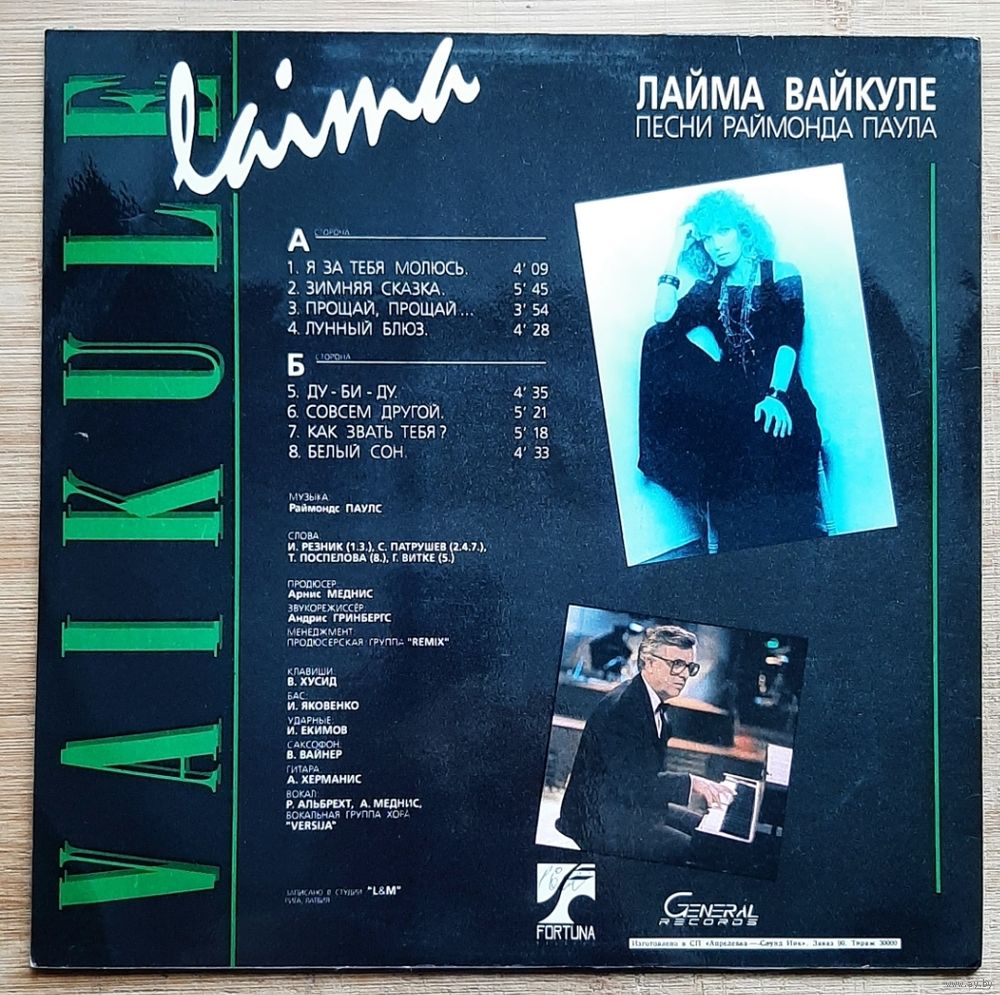 VAIKULE
laima
ЛАЙМА ВАЙКУЛЕ
ПЕСНИ РАЙМОНДА ПАУЛА
А СТОРОНА
1. Я ЗА ТЕБЯ МОЛЮСЬ. 4' 09
2. ЗИМНЯЯ СКАЗКА. 5' 45
3. ПРОЩАЙ, ПРОЩАЙ... 3' 54
4. ЛУННЫЙ БЛЮЗ. 4' 28
Б СТОРОНА
5. ДУ - БИ - ДУ. 4' 35
6. СОВСЕМ ДРУГОЙ. 5' 21
7. КАК ЗВАТЬ ТЕБЯ? 5' 18
8. БЕЛЫЙ СОН. 4' 33
МУЗЫКА:
Раймондс ПАУЛС
СЛОВА
И. РЕЗНИК (1.3.), С. ПАТРУШЕВ (2.4.7.),
Т. ПОСПЕЛОВА (8.), Г. ВИТКЕ (5.)
ПРОДЮСЕР:
Арнис МЕДНИС
ЗВУКОРЕЖИССЁР:
Андрис ГРИНБЕРГС
МЕНЕДЖМЕНТ
ПРОДЮСЕРСКАЯ ГРУППА "REMIX"
КЛАВИШИ:
В. ХУСИД
БАС:
И. ЯКОВЕНКО
УДАРНЫЕ:
И. ЕКИМОВ
САКСОФОН:
В. ВАЙНЕР
ГИТАРА
А. ХЕРМАНИС
ВОКАЛ:
Р. АЛЬБРЕХТ, А. МЕДНИС,
ВОКАЛЬНАЯ ГРУППА ХОРА
"VERSIJA"
ЗАПИСАНО В СТУДИИ "L&M"
РИГА, ЛАТВИЯ
FORTUNA
GENERAL
RECORDS
Изготовлено в СП «Апрелевка — Саунд Инк». Заказ 90. Тираж 30000
www.ay.by